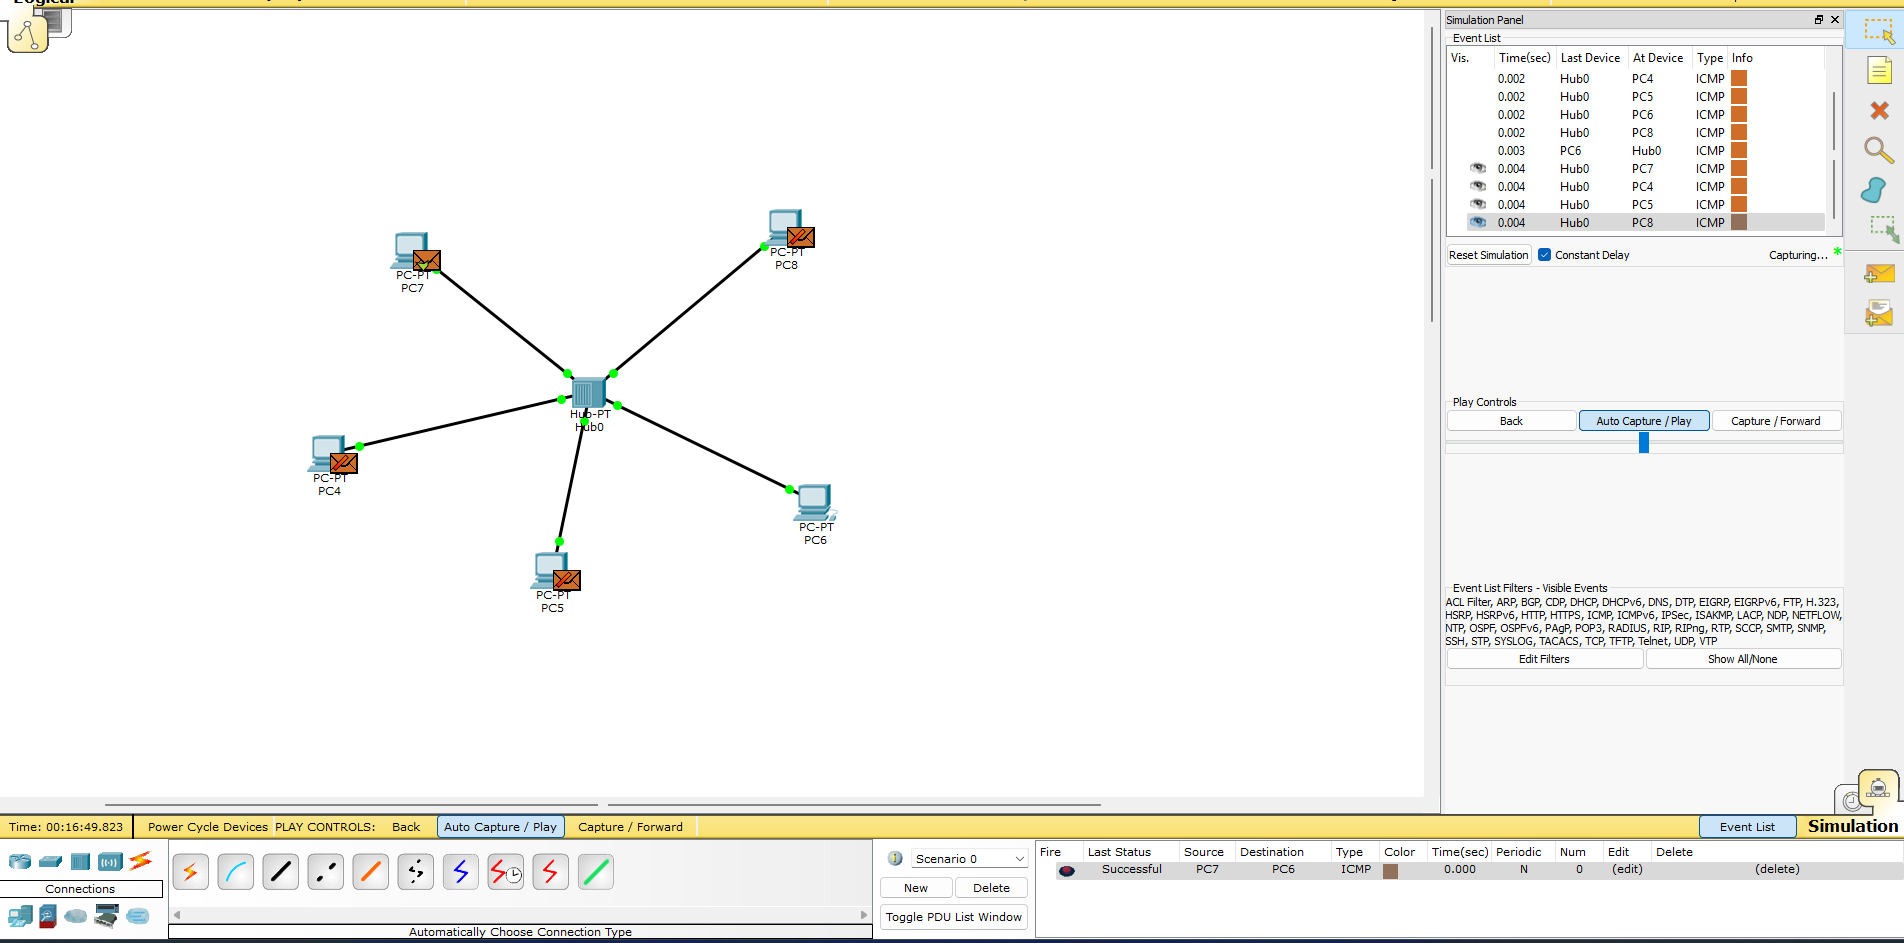 Logical
Simulation Panel
Event List
Vis. Time(sec) Last Device At Device Type Info
0.002 Hub0 PC4 ICMP
0.002 Hub0 PC5 ICMP
0.002 Hub0 PC6 ICMP
0.002 Hub0 PC8 ICMP
0.003 PC6 Hub0 ICMP
0.004 Hub0 PC7 ICMP
0.004 Hub0 PC4 ICMP
0.004 Hub0 PC5 ICMP
0.004 Hub0 PC8 ICMP
Reset Simulation Constant Delay Capturing... *
PC-PT
PC7
PC-PT
PC8
Hub-PT
Hub0
PC-PT
PC4
PC-PT
PC6
PC-PT
PC5
Play Controls
Back Auto Capture / Play Capture / Forward
Event List Filters - Visible Events
ACL Filter, ARP, BGP, CDP, DHCP, DHCPv6, DNS, DTP, EIGRP, EIGRPv6, FTP, H.323,
HSRP, HSRPv6, HTTP, HTTPS, ICMP, ICMPv6, IPSec, ISAKMP, LACP, NDP, NETFLOW,
NTP, OSPF, OSPFv6, PAgP, POP3, RADIUS, RIP, RIPng, RTP, SCCP, SMTP, SNMP,
SSH, STP, SYSLOG, TACACS, TCP, TFTP, Telnet, UDP, VTP
Edit Filters Show All/None
Time: 00:16:49.823 Power Cycle Devices PLAY CONTROLS: Back Auto Capture / Play Capture / Forward Event List Simulation
Connections
Automatically Choose Connection Type
Scenario 0
New Delete
Toggle PDU List Window
Fire Last Status Source Destination Type Color Time(sec) Periodic Num Edit Delete
Successful PC7 PC6 ICMP 0.000 N 0 (edit) (delete)